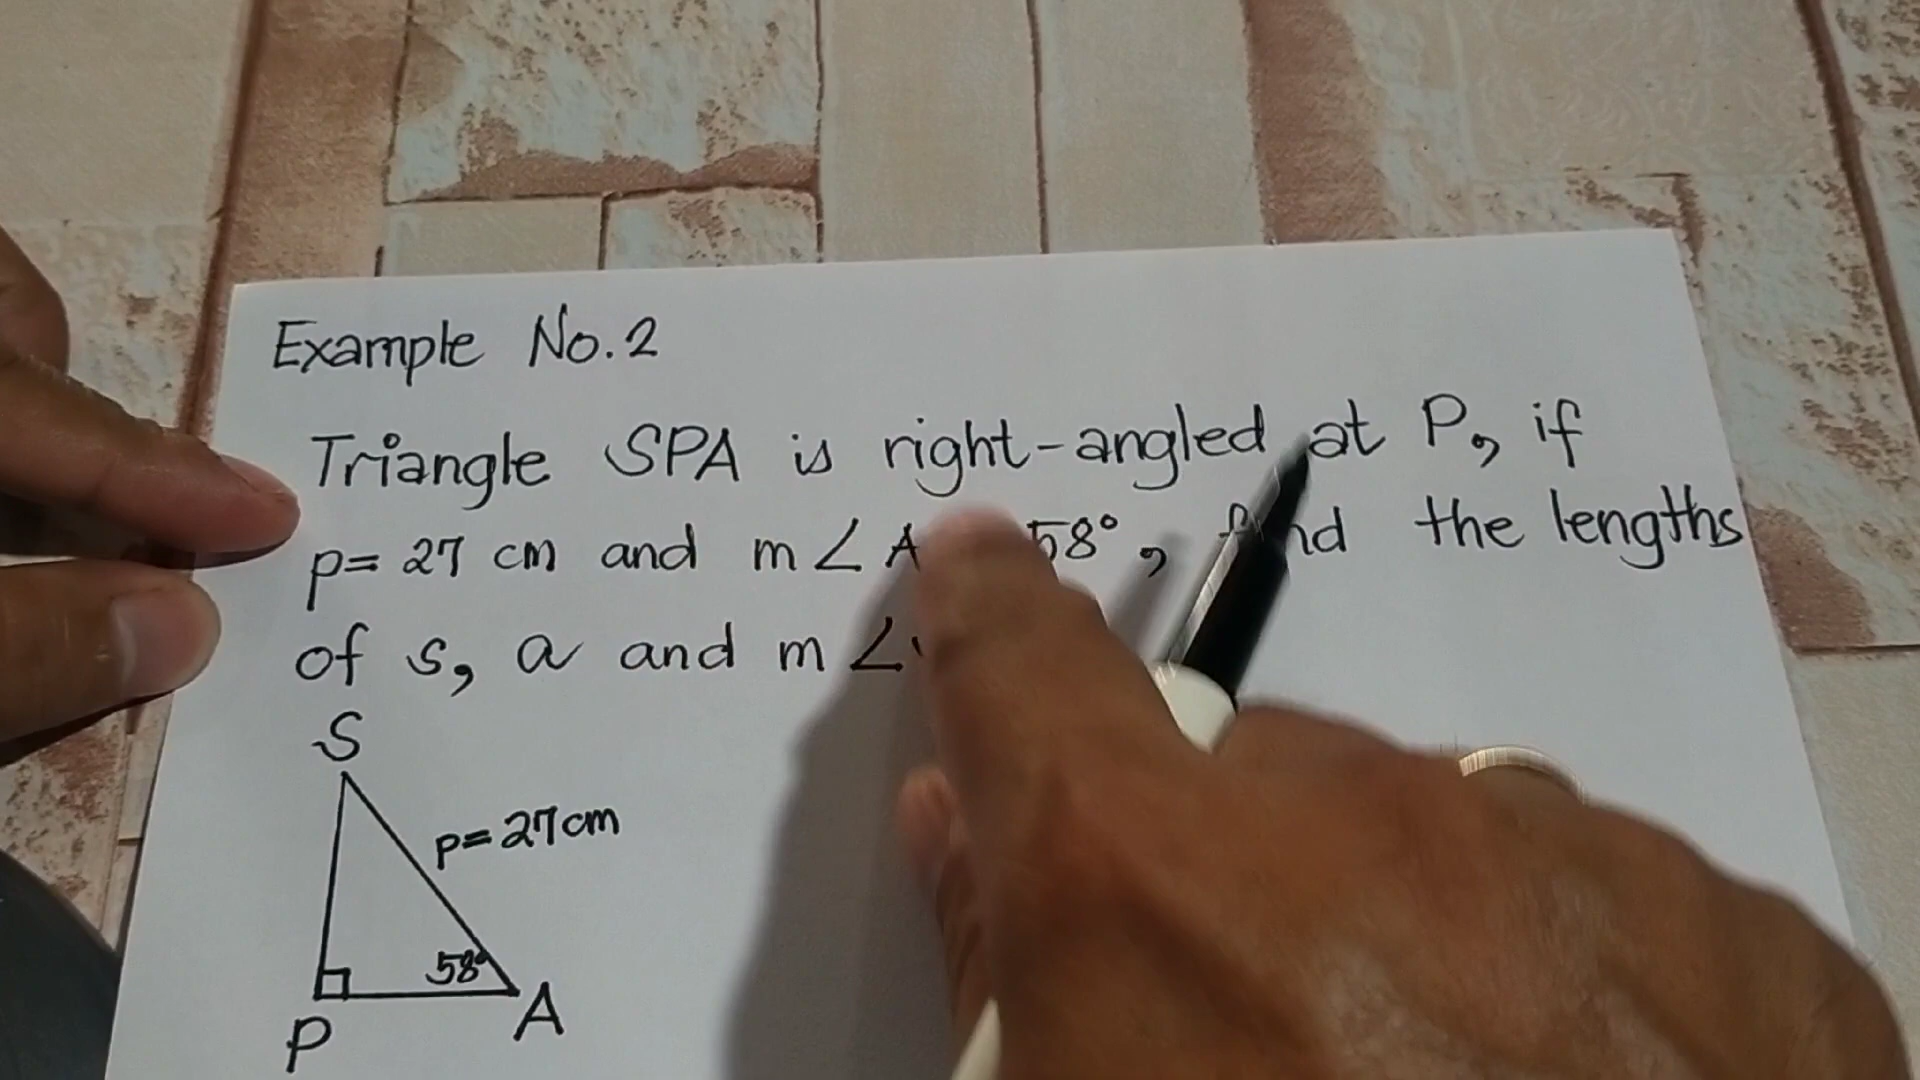 Example No.2
Triangle SPA is right-angled at P, if
p= 27 cm and m∠A 58°, find the lengths
of s, a and m∠
S
p=27cm
58°
P
A